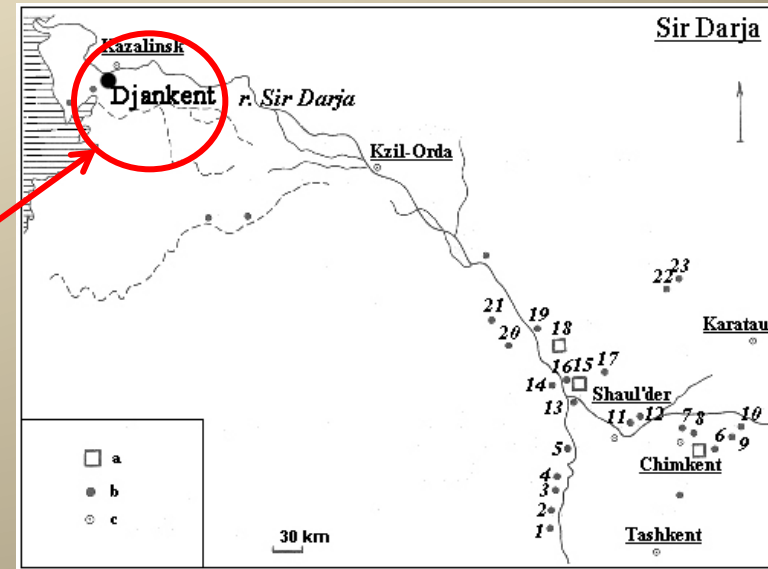 Sir Darja
Kazalinsk
Djankent
r. Sir Darja
Kzil-Orda
23
22
21
19
18
20
Karatau
17
16 15
14
Shaul'der
13
10
11
12
7
8
6
9
5
Chimkent
4
3
2
1
Tashkent
a
b
c
30 km